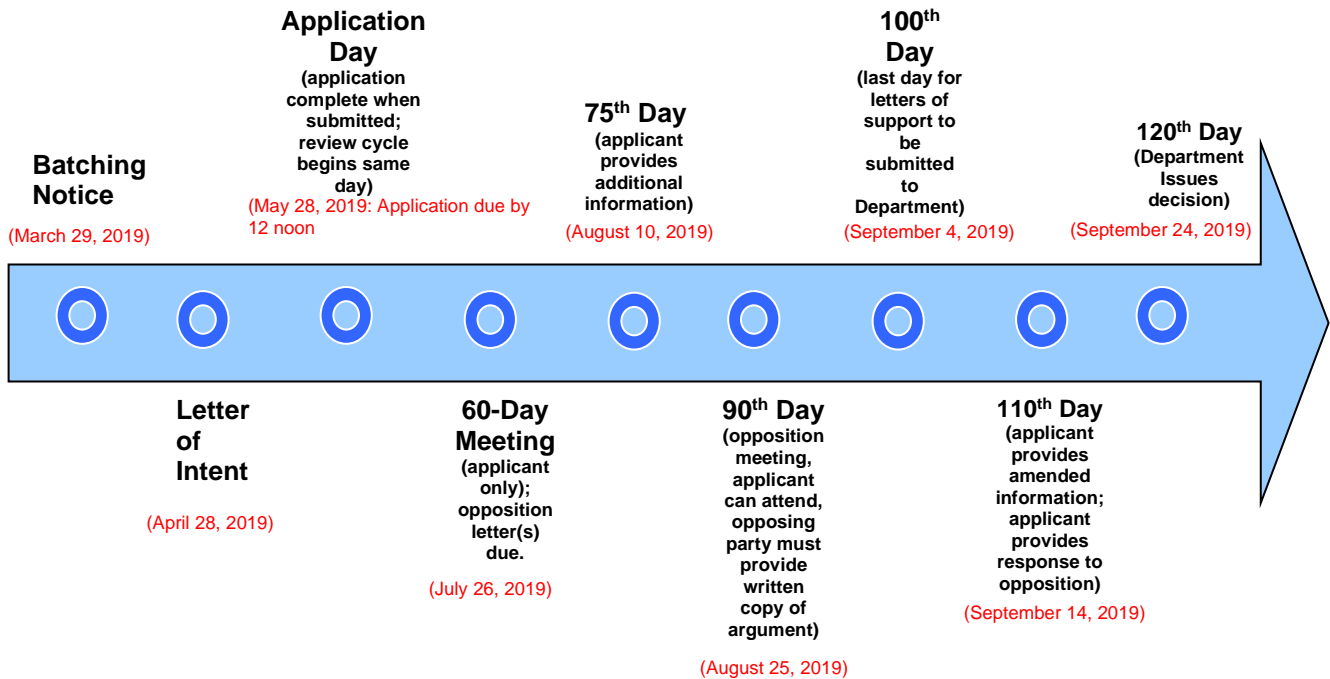 Batching
Notice
(March 29, 2019)
Letter
of
Intent
(April 28, 2019)
Application
Day
(application
complete when
submitted;
review cycle
begins same
day)
(May 28, 2019: Application due by
12 noon
60-Day
Meeting
(applicant
only);
opposition
letter(s)
due.
(July 26, 2019)
75th Day
(applicant
provides
additional
information)
(August 10, 2019)
90th Day
(opposition
meeting,
applicant
can attend,
opposing
party must
provide
written
copy of
argument)
(August 25, 2019)
100th
Day
(last day for
letters of
support to
be
submitted
to
Department)
(September 4, 2019)
110th Day
(applicant
provides
amended
information;
applicant
provides
response to
opposition)
(September 14, 2019)
120th Day
(Department
Issues
decision)
(September 24, 2019)